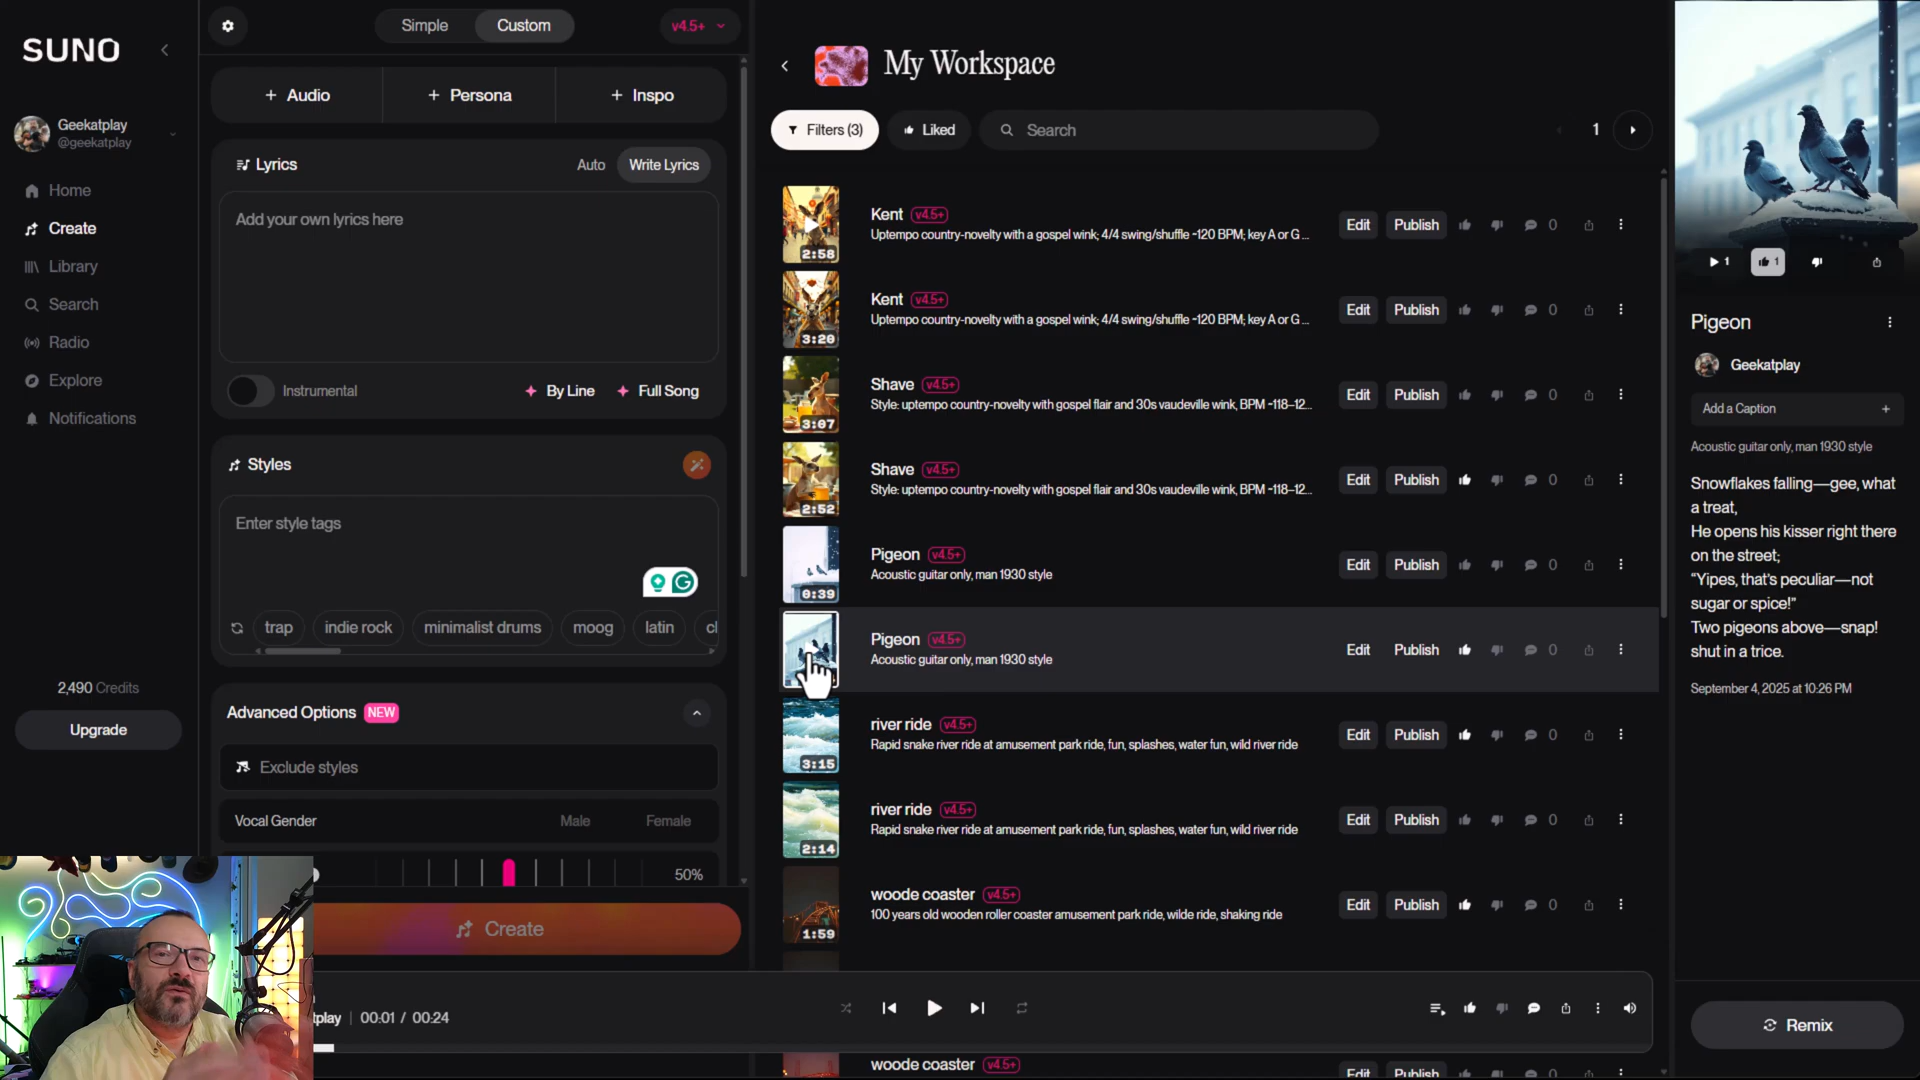 SUNO
Geekatplay
@geekatplay
Home
Create
Library
Search
Radio
Explore
Notifications
2,490 Credits
Upgrade
Simple
Custom
v4.5+
+ Audio
+ Persona
+ Inspo
Lyrics
Auto
Write Lyrics
Add your own lyrics here
Instrumental
By Line
Full Song
Styles
Enter style tags
trap
indie rock
minimalist drums
moog
latin
Advanced Options NEW
Exclude styles
Vocal Gender
Male
Female
50%
Create
My Workspace
Filters (3)
Liked
Search
1
Kent v4.5+
Uptempo country-novelty with a gospel wink; 4/4 swing/shuffle ~120 BPM; key A or G ...
2:58
Edit Publish 0
Kent v4.5+
Uptempo country-novelty with a gospel wink; 4/4 swing/shuffle ~120 BPM; key A or G ...
3:20
Edit Publish 0
Shave v4.5+
Style: uptempo country-novelty with gospel flair and 30s vaudeville wink, BPM ~118–12...
3:07
Edit Publish 0
Shave v4.5+
Style: uptempo country-novelty with gospel flair and 30s vaudeville wink, BPM ~118–12...
2:52
Edit Publish 0
Pigeon v4.5+
Acoustic guitar only, man 1930 style
0:39
Edit Publish 0
Pigeon v4.5+
Acoustic guitar only, man 1930 style
Edit Publish 0
river ride v4.5+
Rapid snake river ride at amusement park ride, fun, splashes, water fun, wild river ride
3:15
Edit Publish 0
river ride v4.5+
Rapid snake river ride at amusement park ride, fun, splashes, water fun, wild river ride
2:14
Edit Publish 0
woode coaster v4.5+
100 years old wooden roller coaster amusement park ride, wilde ride, shaking ride
1:59
Edit Publish 0
play 00:01 / 00:24
woode coaster v4.5+
Edit Publish 0
1
1
Pigeon
Geekatplay
Add a Caption +
Acoustic guitar only, man 1930 style
Snowflakes falling—gee, what
a treat,
He opens his kisser right there
on the street;
“Yipes, that's peculiar—not
sugar or spice!”
Two pigeons above—snap!
shut in a trice.
September 4, 2025 at 10:26 PM
Remix